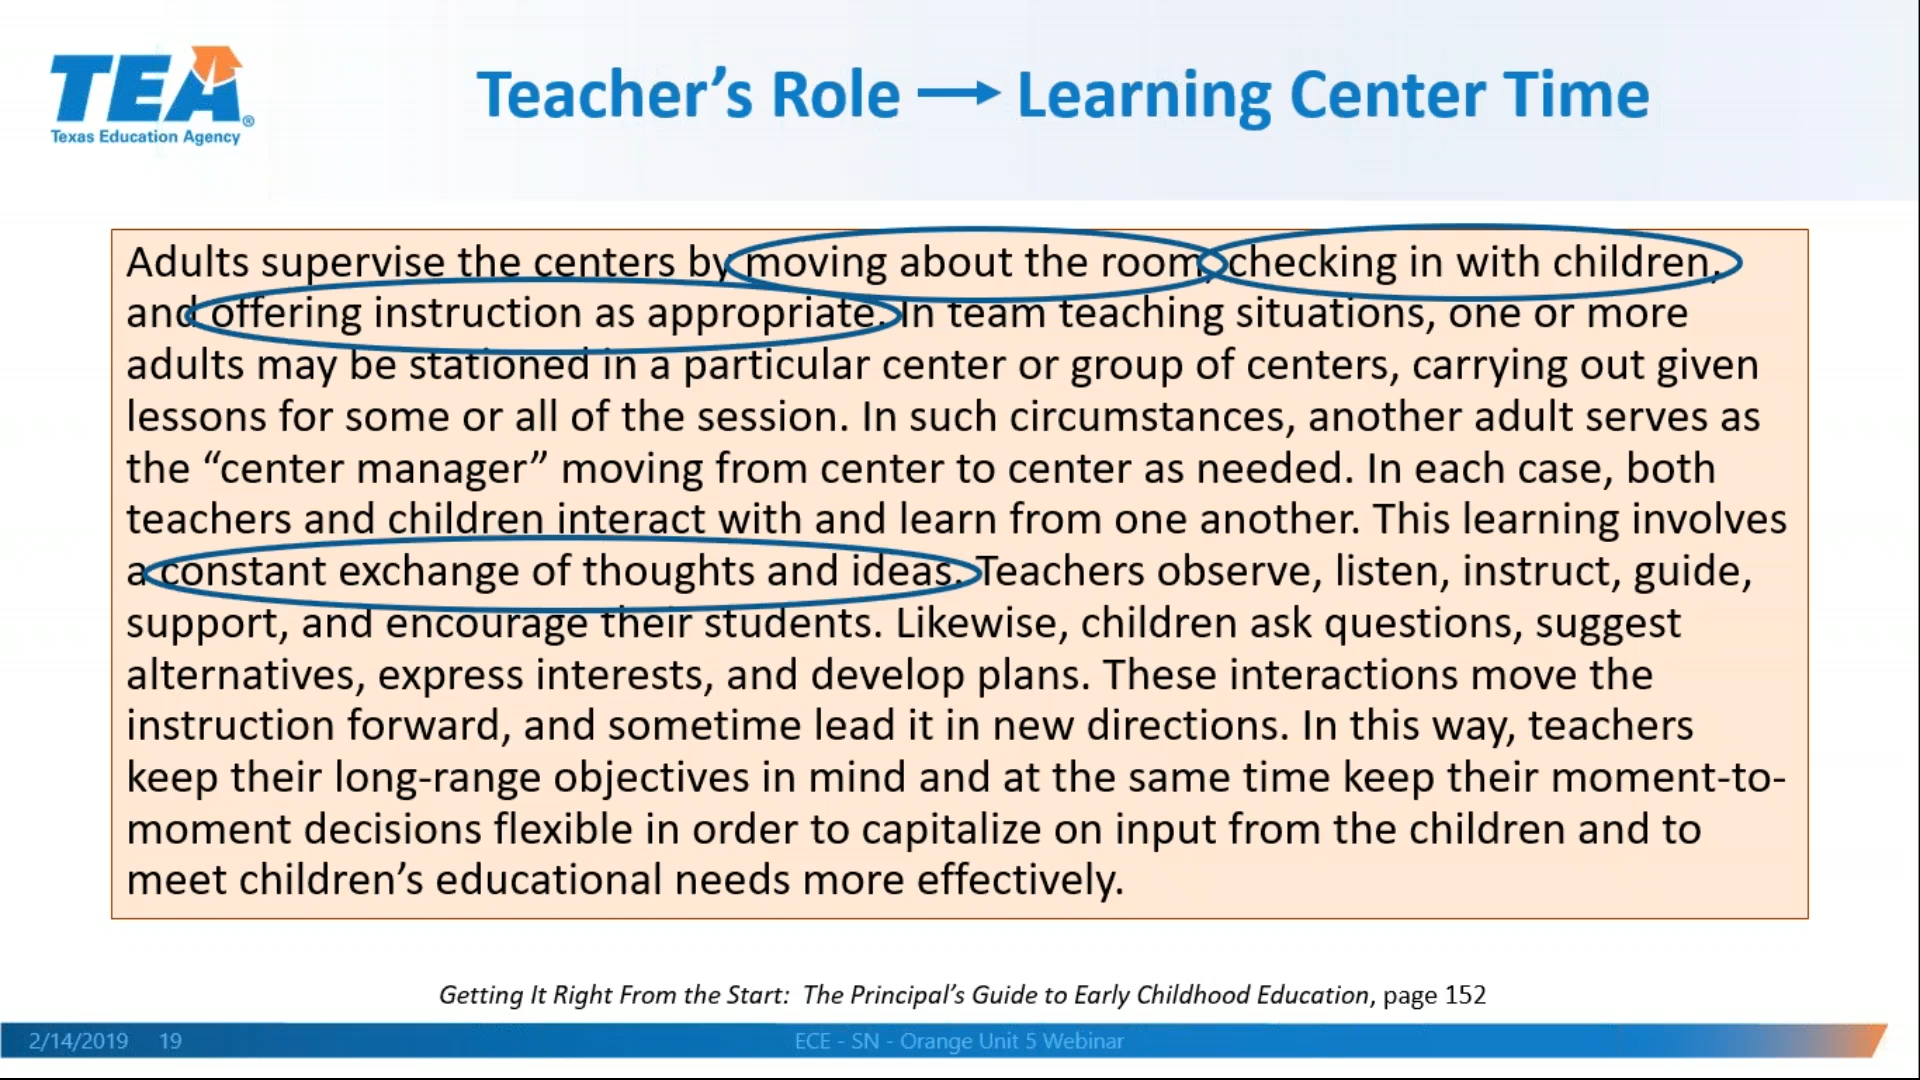 TEA®
Texas Education Agency
Teacher’s Role → Learning Center Time
Adults supervise the centers by moving about the room, checking in with children,
and offering instruction as appropriate. In team teaching situations, one or more
adults may be stationed in a particular center or group of centers, carrying out given
lessons for some or all of the session. In such circumstances, another adult serves as
the “center manager” moving from center to center as needed. In each case, both
teachers and children interact with and learn from one another. This learning involves
a constant exchange of thoughts and ideas. Teachers observe, listen, instruct, guide,
support, and encourage their students. Likewise, children ask questions, suggest
alternatives, express interests, and develop plans. These interactions move the
instruction forward, and sometime lead it in new directions. In this way, teachers
keep their long-range objectives in mind and at the same time keep their moment-to-
moment decisions flexible in order to capitalize on input from the children and to
meet children’s educational needs more effectively.
Getting It Right From the Start: The Principal’s Guide to Early Childhood Education, page 152
2/14/2019 19 ECE - SN - Orange Unit 5 Webinar